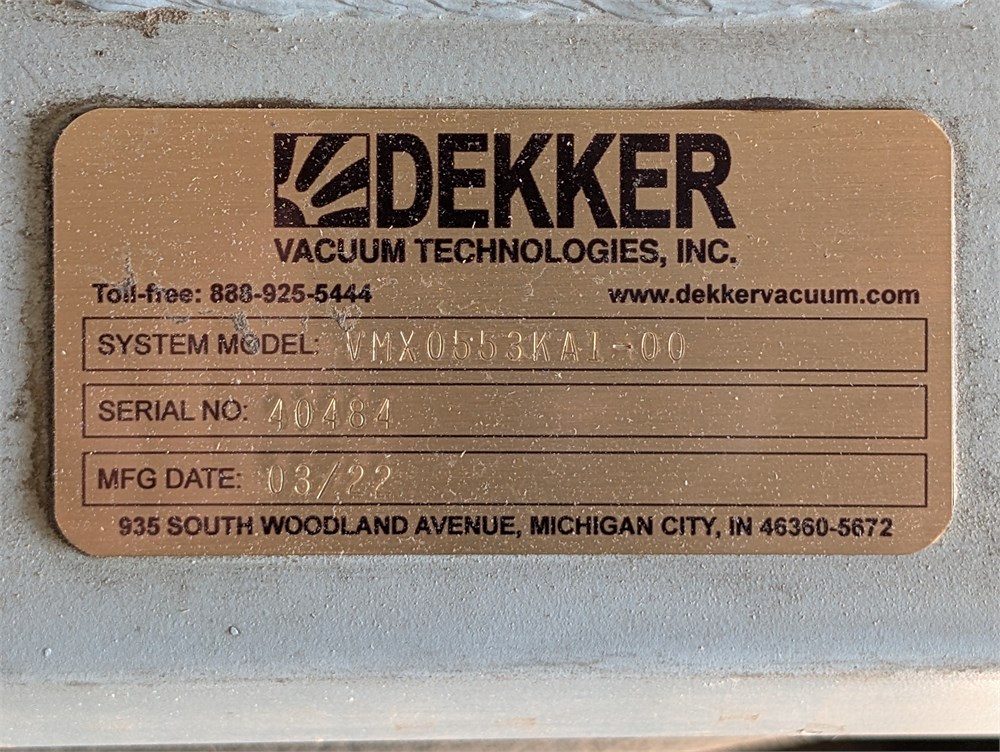 DEKKER
VACUUM TECHNOLOGIES, INC.
Toll-free: 888-925-5444 www.dekkervacuum.com
SYSTEM MODEL: VMX0553KA1-00
SERIAL NO: 40484
MFG DATE: 03/22
935 SOUTH WOODLAND AVENUE, MICHIGAN CITY, IN 46360-5672